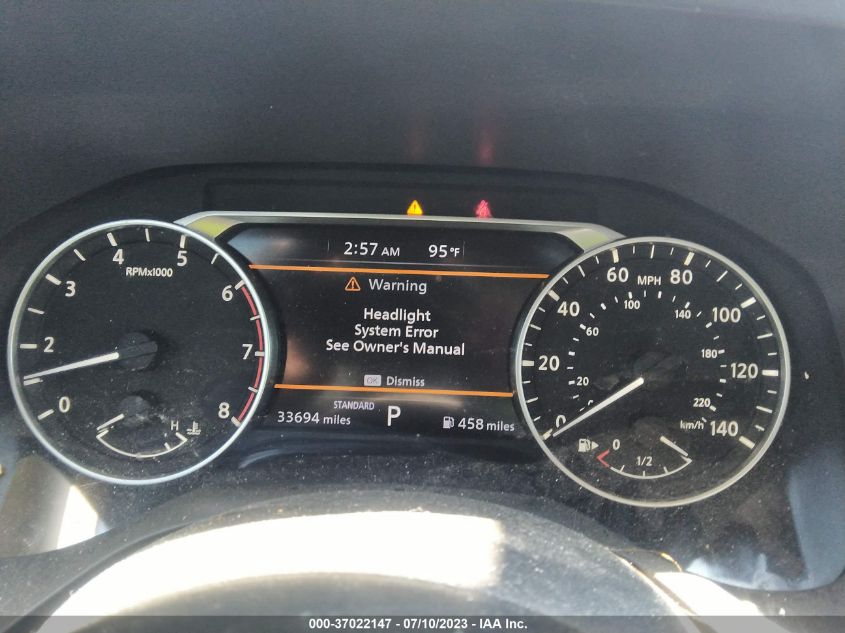 2:57 AM 95°F
Warning
Headlight
System Error
See Owner's Manual
OK Dismiss
STANDARD
33694 miles P 458 miles
RPMx1000
0
2
3
4
5
6
7
8
H
MPH
0
20
40
60
80
100
120
140
0
20
60
100
140
180
220
km/h
0
1/2
000-37022147 - 07/10/2023 - IAA Inc.